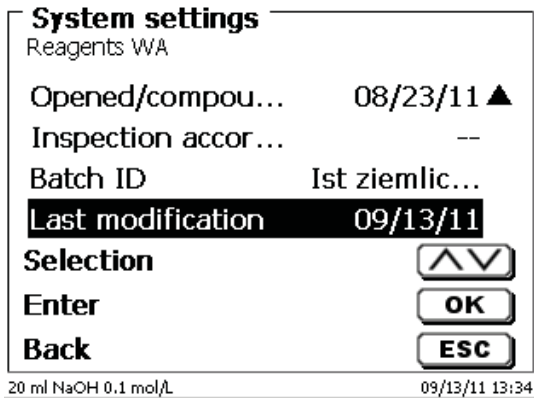 System settings
Reagents WA
Opened/compou... 08/23/11
Inspection accor... --
Batch ID Ist ziemlic...
Last modification 09/13/11
Selection
Enter OK
Back ESC
20 ml NaOH 0.1 mol/L 09/13/11 13:34